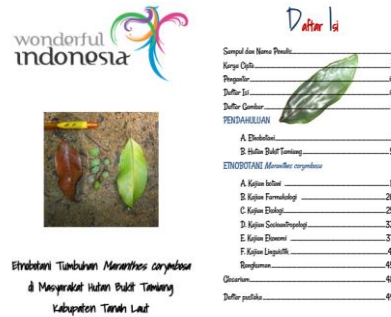 wonderful
indonesia
Etnobotani Tumbuhan Maranthes corymbosa
di Masyarakat Hutan Bukit Tamiang
Kabupaten Tanah Laut
Daftar Isi
Sampul dan Nama Penulis
Karya Cipta
Pengantar
Daftar Isi
Daftar Gambar
PENDAHULUAN
A. Etnobotani
B. Hutan Bukit Tamiang
ETNOBOTANI Maranthes corymbosa
A. Kajian botani
B. Kajian Farmakologi
C. Kajian Ekologi
D. Kajian Sosioantropologi
E. Kajian Ekonomi
F. Kajian Linguistik
Rangkuman
Glosarium
Daftar pustaka